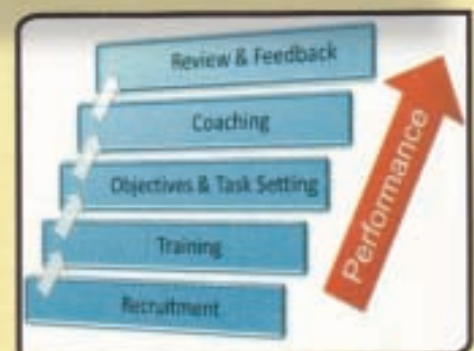 Review & Feedback
Coaching
Objectives & Task Setting
Training
Recruitment
Performance